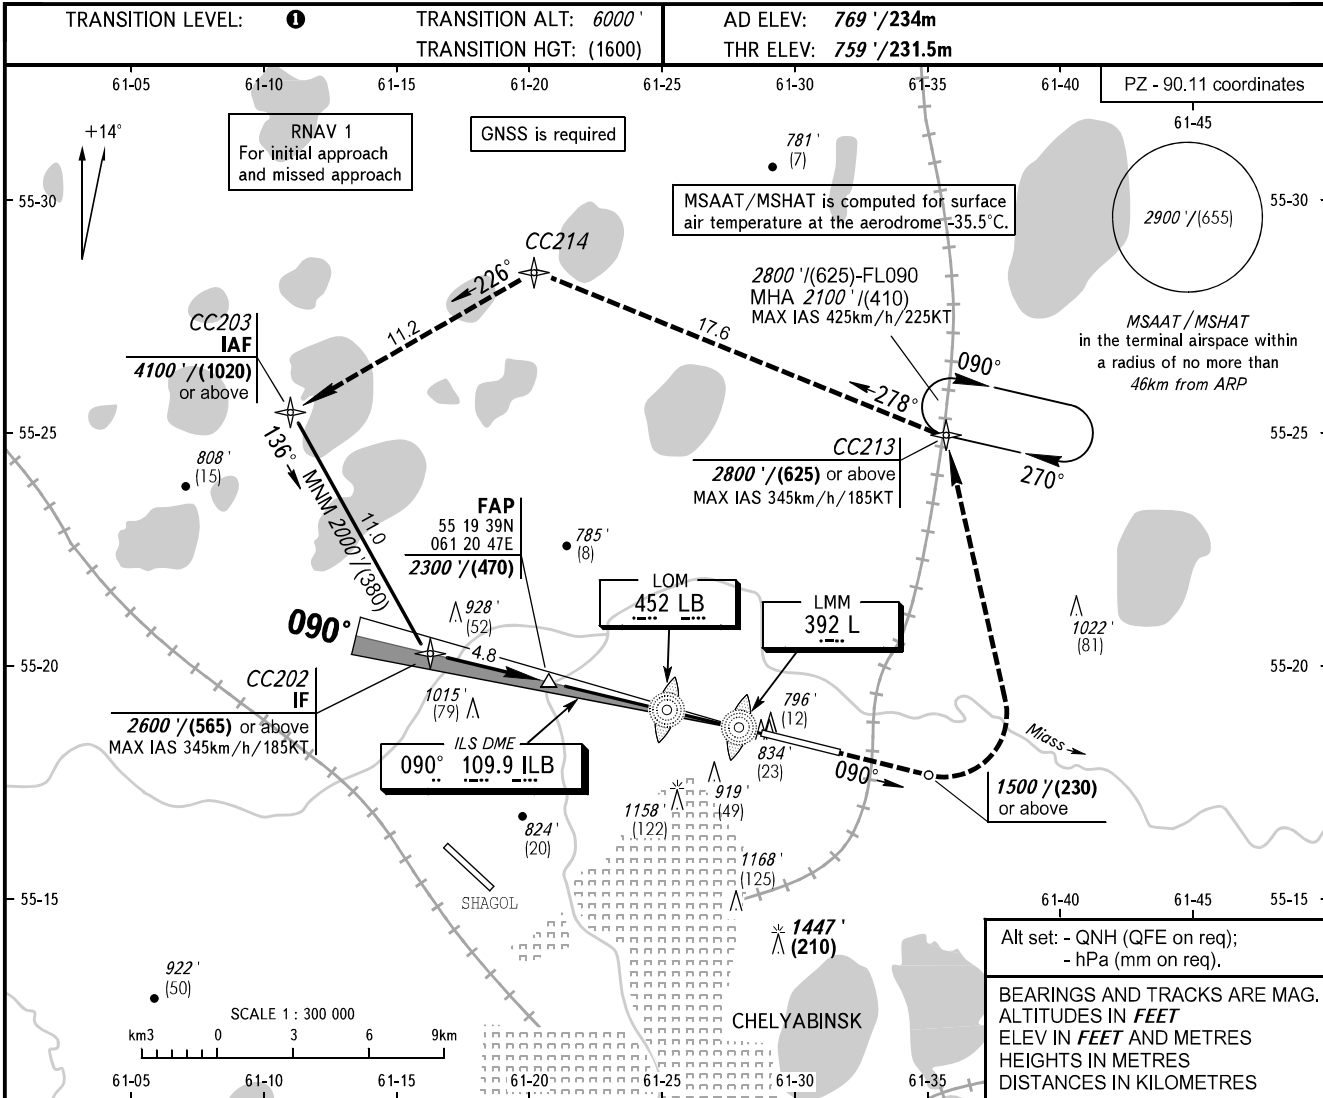 TRANSITION LEVEL: 1
TRANSITION ALT: 6000'
TRANSITION HGT: (1600)
AD ELEV: 769'/234m
THR ELEV: 759'/231.5m
61-05
61-10
61-15
61-20
61-25
61-30
61-35
61-40
PZ - 90.11 coordinates
61-45
+14°
RNAV 1
For initial approach
and missed approach
GNSS is required
781'
(7)
55-30
55-30
MSAAT/MSHAT is computed for surface
air temperature at the aerodrome -35.5°C.
2900'/(655)
CC214
226°
11.2
17.6
2800'/(625)-FL090
MHA 2100'/(410)
MAX IAS 425km/h/225KT
MSAAT/MSHAT
in the terminal airspace within
a radius of no more than
46km from ARP
CC203
IAF
4100'/(1020)
or above
090°
278°
270°
55-25
55-25
CC213
2800'/(625) or above
MAX IAS 345km/h/185KT
808'
(15)
136°
MNM 2000'/(380)
11.0
FAP
55 19 39N
061 20 47E
2300'/(470)
785'
(8)
LOM
452 LB
LMM
392 L
928'
(52)
090°
1022'
(81)
55-20
55-20
4.8
CC202
IF
2600'/(565) or above
MAX IAS 345km/h/185KT
1015'
(79)
796'
(12)
834'
(23)
ILS DME
090° 109.9 ILB
090°
Miass
1500'/(230)
or above
919'
(49)
1158'
(122)
824'
(20)
1168'
(125)
SHAGOL
55-15
61-40
61-45
55-15
1447'
(210)
Alt set: - QNH (QFE on req);
- hPa (mm on req).
922'
(50)
BEARINGS AND TRACKS ARE MAG.
ALTITUDES IN FEET
ELEV IN FEET AND METRES
HEIGHTS IN METRES
DISTANCES IN KILOMETRES
SCALE 1 : 300 000
km3 0 3 6 9km
CHELYABINSK
61-05
61-10
61-15
61-20
61-25
61-30
61-35